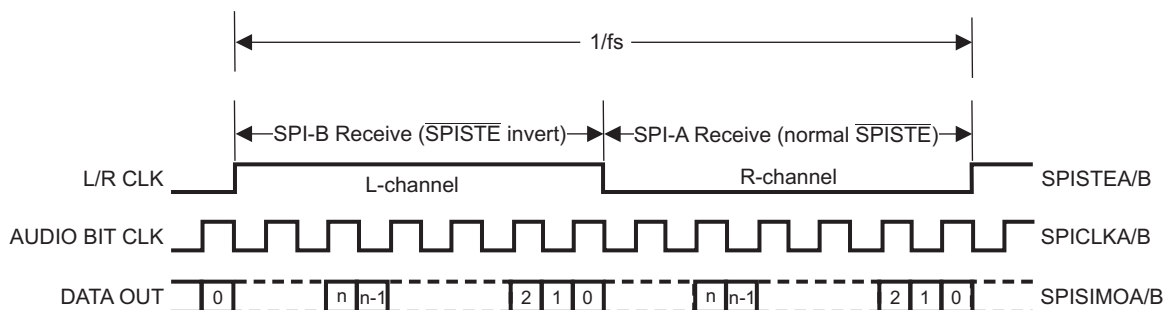 1/fs
SPI-B Receive (SPISTE invert) SPI-A Receive (normal SPISTE)
L/R CLK L-channel R-channel SPISTEA/B
AUDIO BIT CLK SPICLKA/B
DATA OUT 0 n n-1 2 1 0 n n-1 2 1 0 SPISIMOA/B